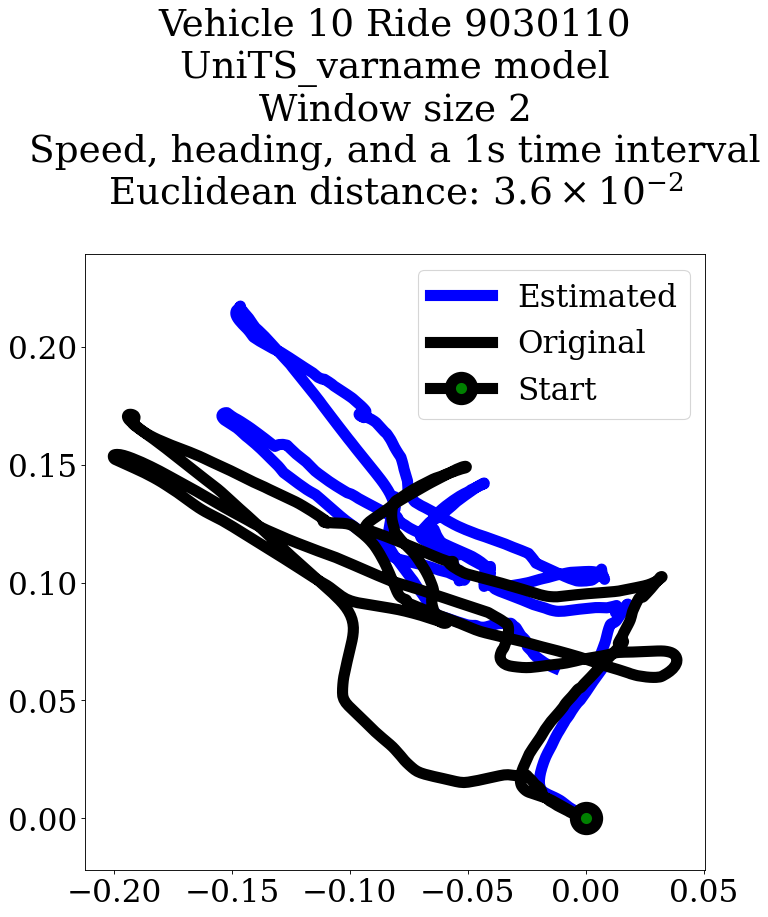 Vehicle 10 Ride 9030110
UniTS_varname model
Window size 2
Speed, heading, and a 1s time interval
Euclidean distance: 3.6 × 10⁻²
Estimated
Original
Start
0.20
0.15
0.10
0.05
0.00
−0.20 −0.15 −0.10 −0.05 0.00 0.05